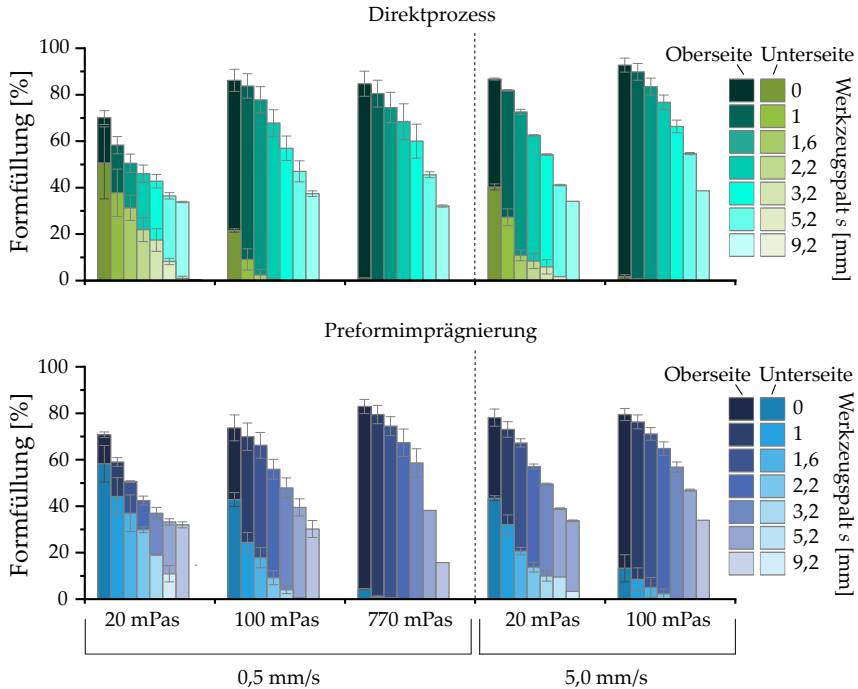 Direktprozess
Formfüllung [%]
100
80
60
40
20
0
Oberseite
Unterseite
0
1
1,6
2,2
3,2
5,2
9,2
Werkzeugspalt s [mm]
Preformimprägnierung
Formfüllung [%]
100
80
60
40
20
0
Oberseite
Unterseite
0
1
1,6
2,2
3,2
5,2
9,2
Werkzeugspalt s [mm]
20 mPas
100 mPas
770 mPas
20 mPas
100 mPas
0,5 mm/s
5,0 mm/s